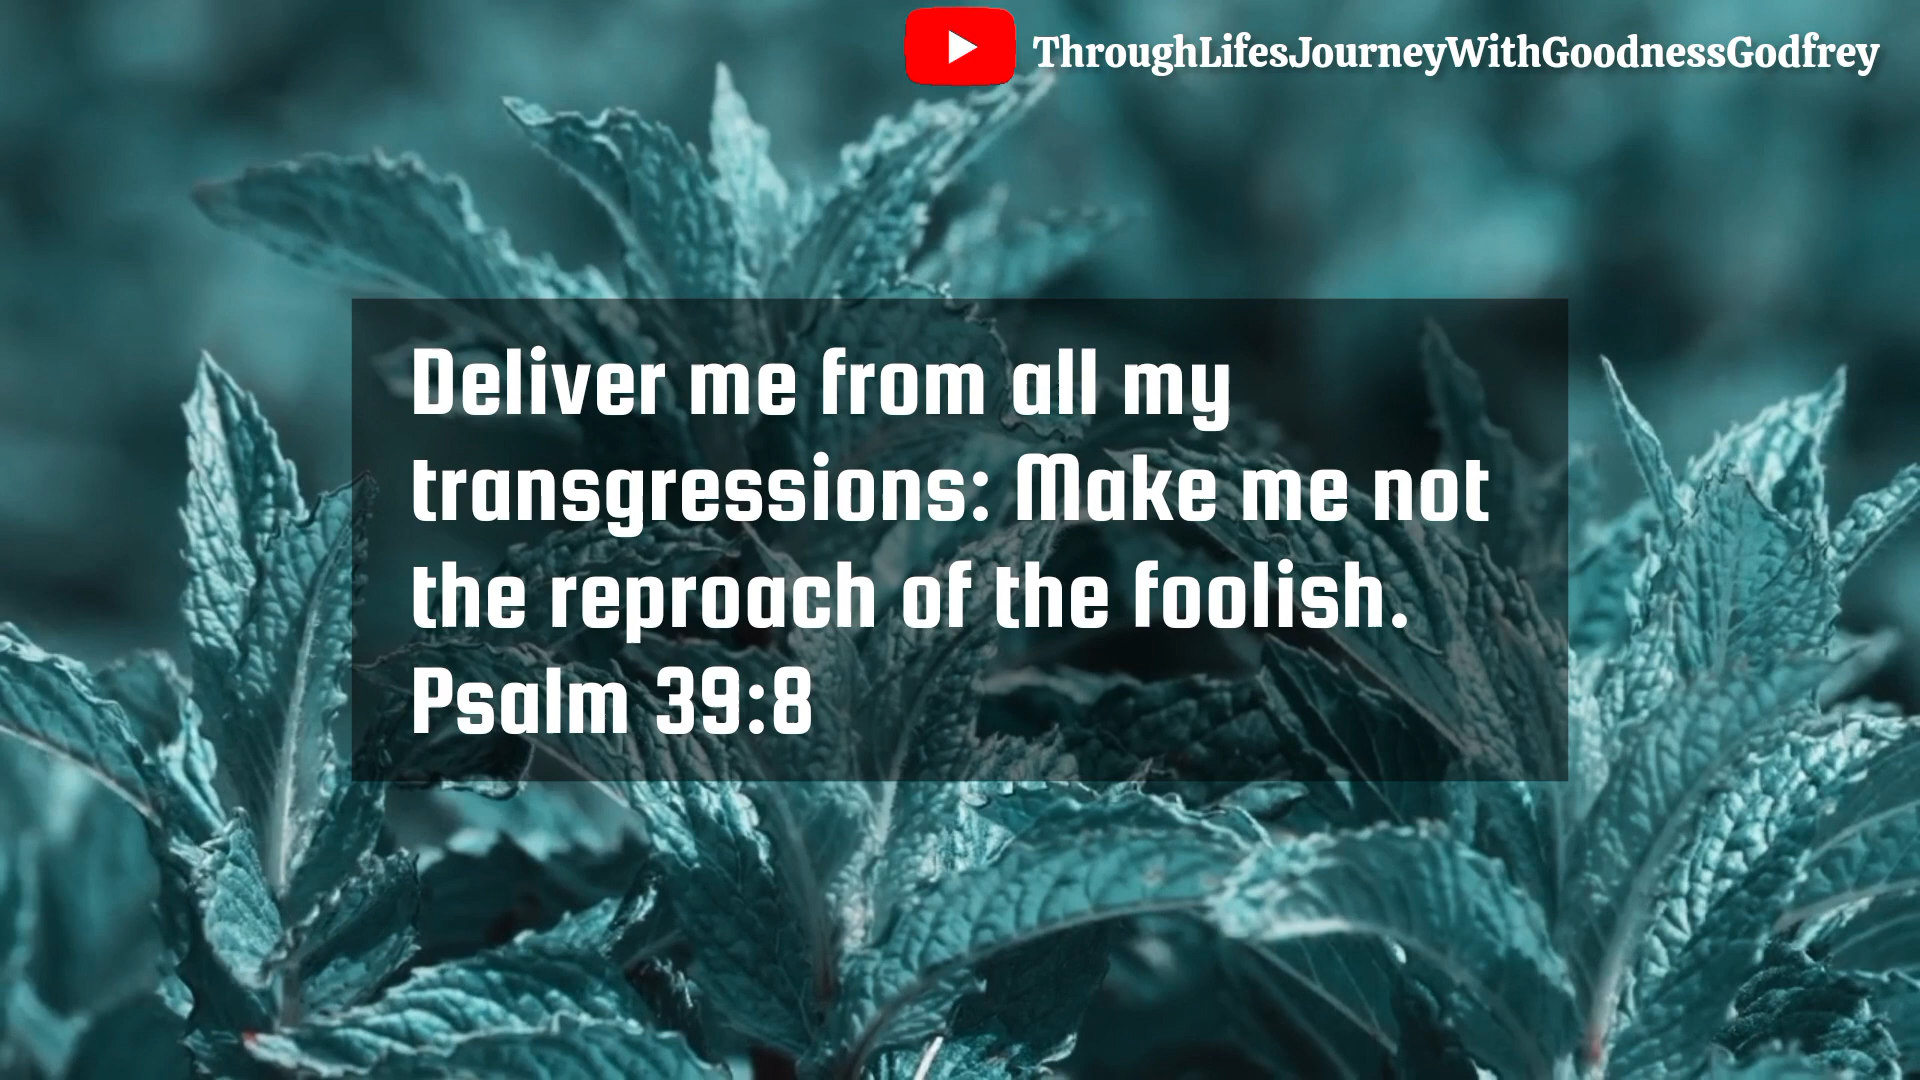 ThroughLifesJourneyWithGoodnessGodfrey
Deliver me from all my
transgressions: Make me not
the reproach of the foolish.
Psalm 39:8